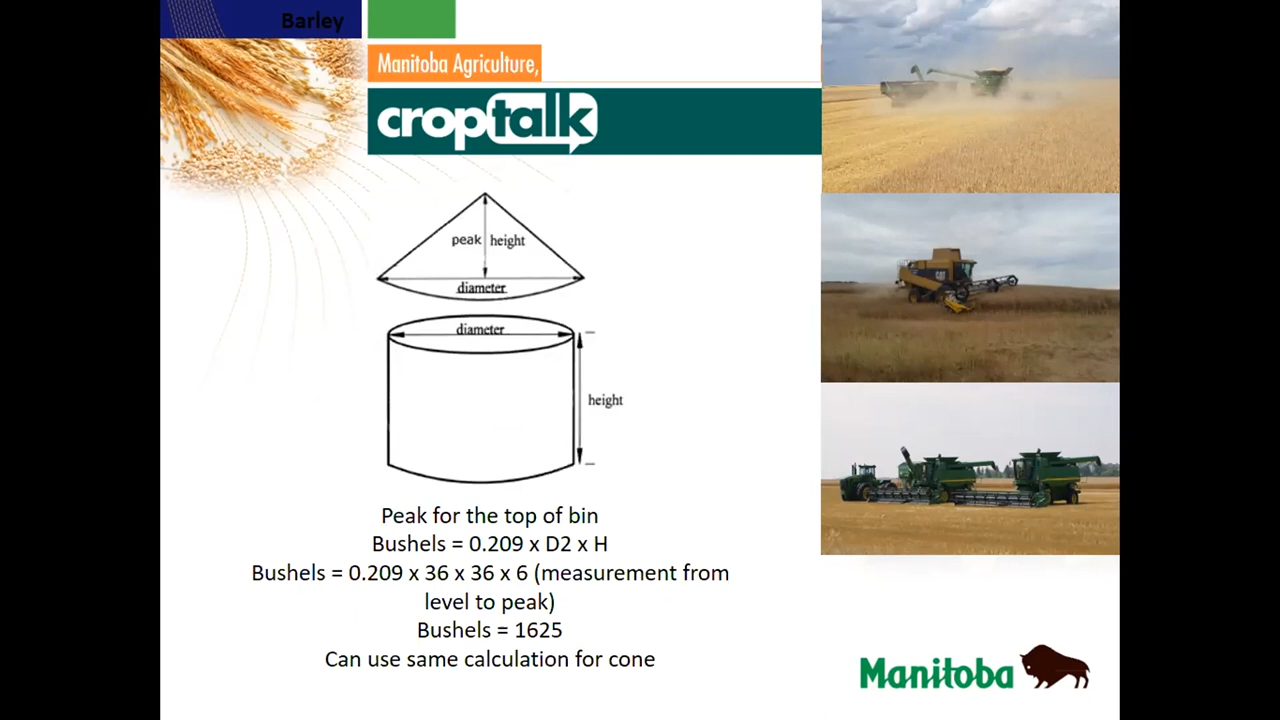 Barley
Manitoba Agriculture,
croptalk
peak height
diameter
diameter
height
Peak for the top of bin
Bushels = 0.209 x D2 x H
Bushels = 0.209 x 36 x 36 x 6 (measurement from
level to peak)
Bushels = 1625
Can use same calculation for cone
Manitoba